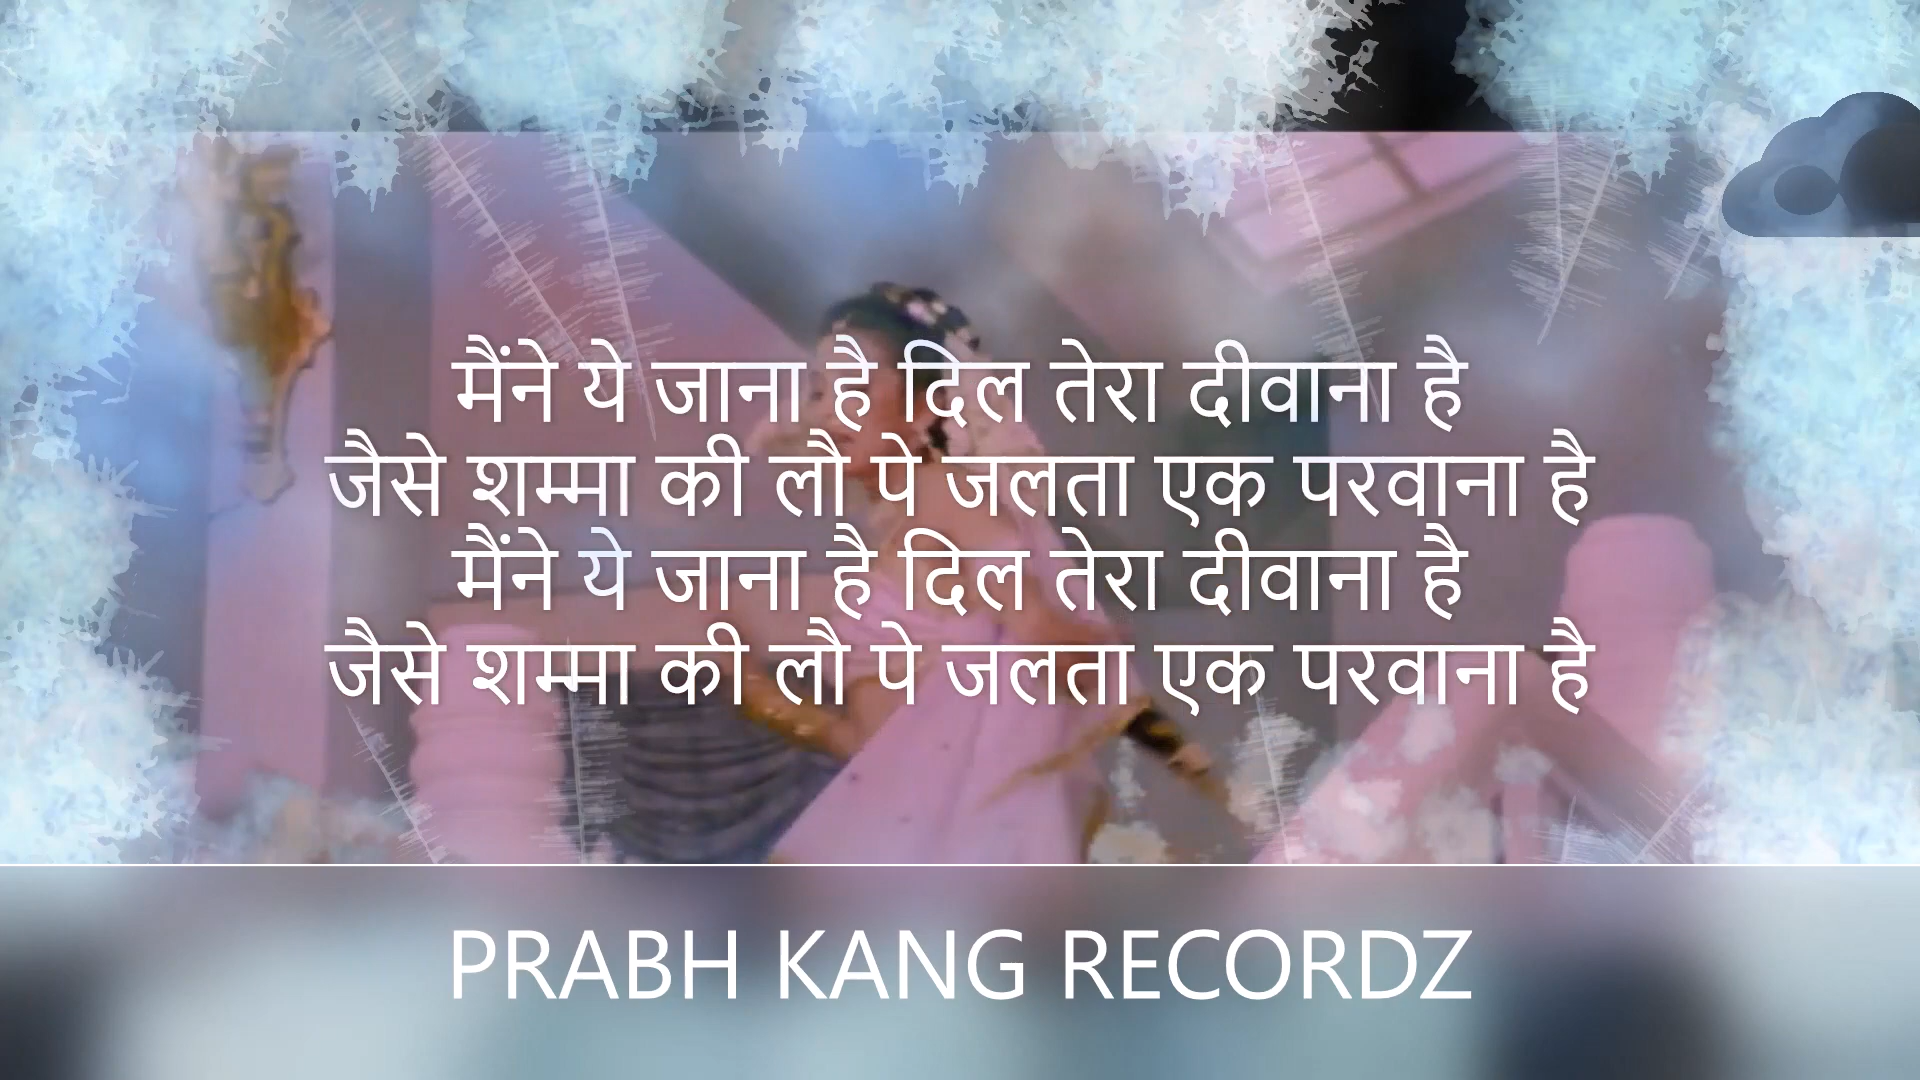 मैंने ये जाना है दिल तेरा दीवाना है
जैसे शम्मा की लौ पे जलता एक परवाना है
मैंने ये जाना है दिल तेरा दीवाना है
जैसे शम्मा की लौ पे जलता एक परवाना है
PRABH KANG RECORDZ